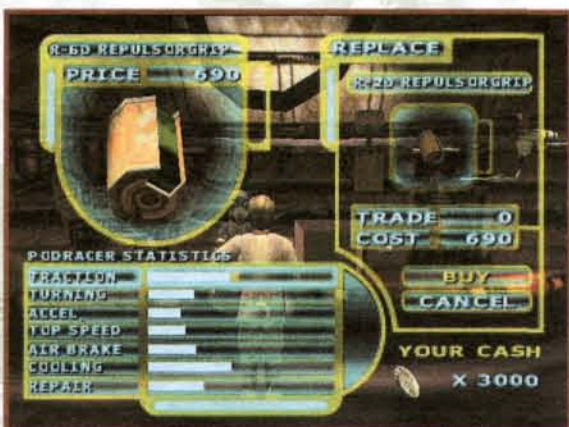 R-60 REPULSORGRIP
PRICE 690
REPLACE
R-20 REPULSORGRIP
TRADE 0
COST 690
BUY
CANCEL
PODRACER STATISTICS
TRACTION
TURNING
ACCEL
TOP SPEED
AIR BRAKE
COOLING
REPAIR
YOUR CASH
X 3000